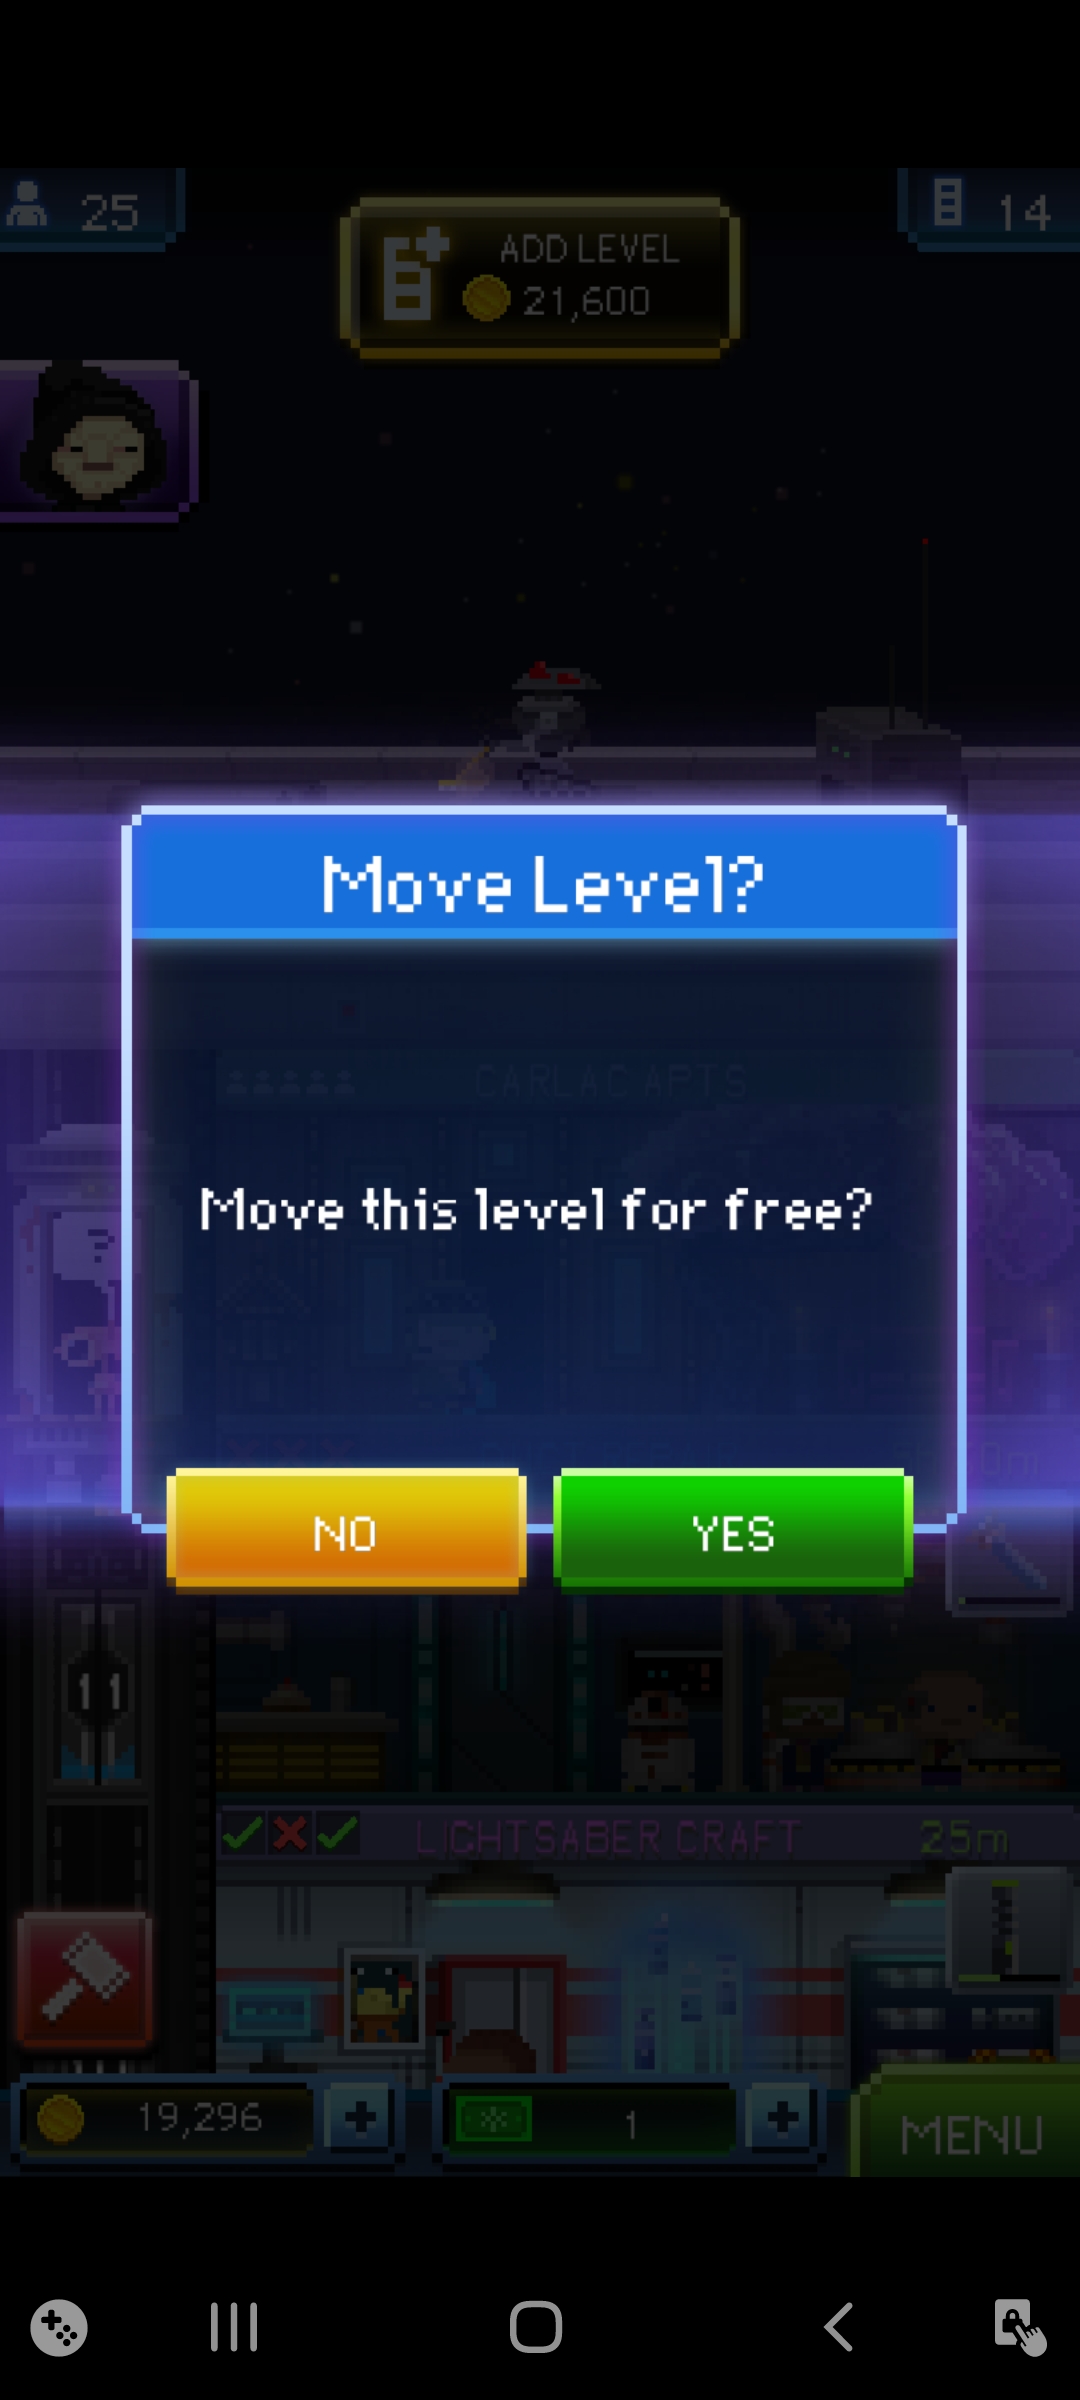 25
14
ADD LEVEL
21,600
Move Level?
CARLAC APTS
Move this level for free?
NO
YES
11
LIGHTSABER CRAFT
25m
19,296
1
MENU